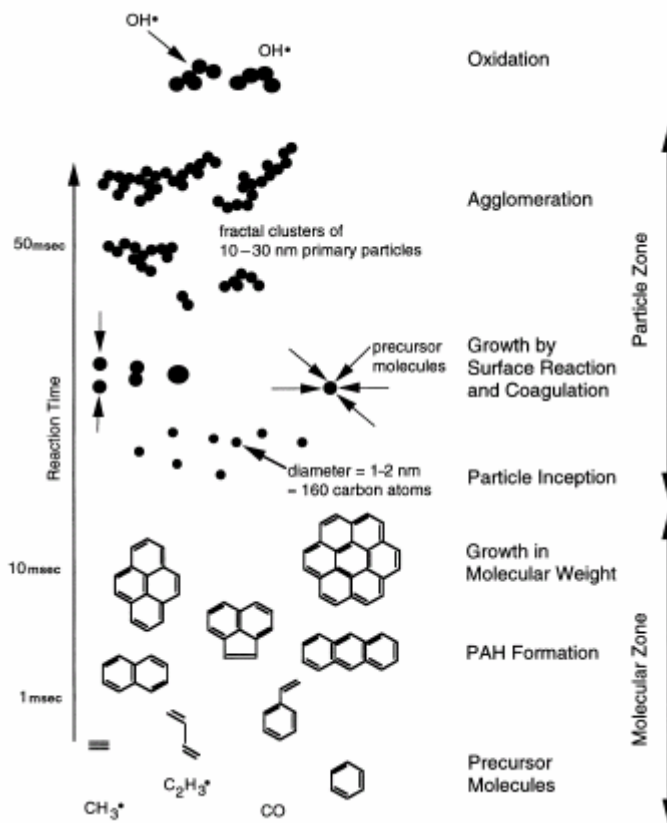 OH•
OH•
Oxidation
Agglomeration
fractal clusters of
10–30 nm primary particles
50msec
Particle Zone
precursor
molecules
Growth by
Surface Reaction
and Coagulation
Reaction Time
diameter = 1-2 nm
~ 160 carbon atoms
Particle Inception
Growth in
Molecular Weight
10msec
PAH Formation
Molecular Zone
1msec
Precursor
Molecules
C₂H₃•
CH₃•
CO